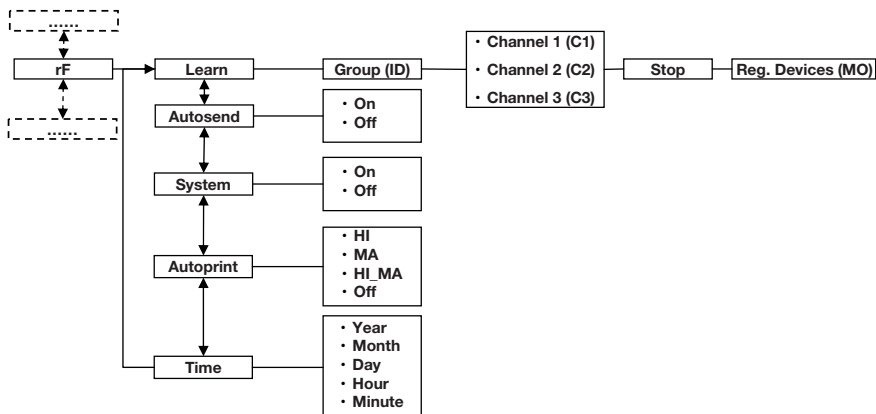 ......
rF
......
Learn
Group (ID)
· Channel 1 (C1)
· Channel 2 (C2)
· Channel 3 (C3)
Stop
Reg. Devices (MO)
Autosend
· On
· Off
System
· On
· Off
Autoprint
· HI
· MA
· HI_MA
· Off
Time
· Year
· Month
· Day
· Hour
· Minute